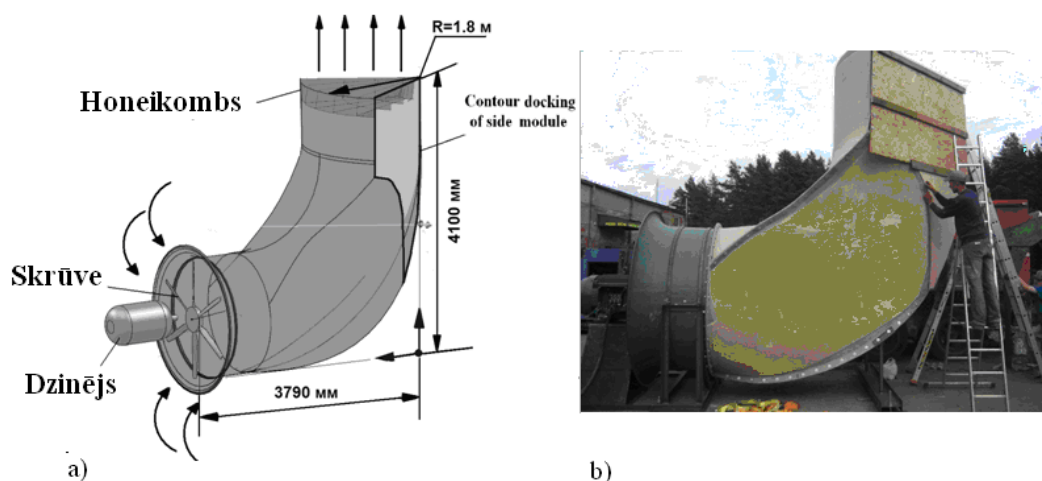 R=1.8 м
Honeikombs
Contour docking
of side module
4100 мм
Skrūve
Dzinējs
3790 мм
a)
b)